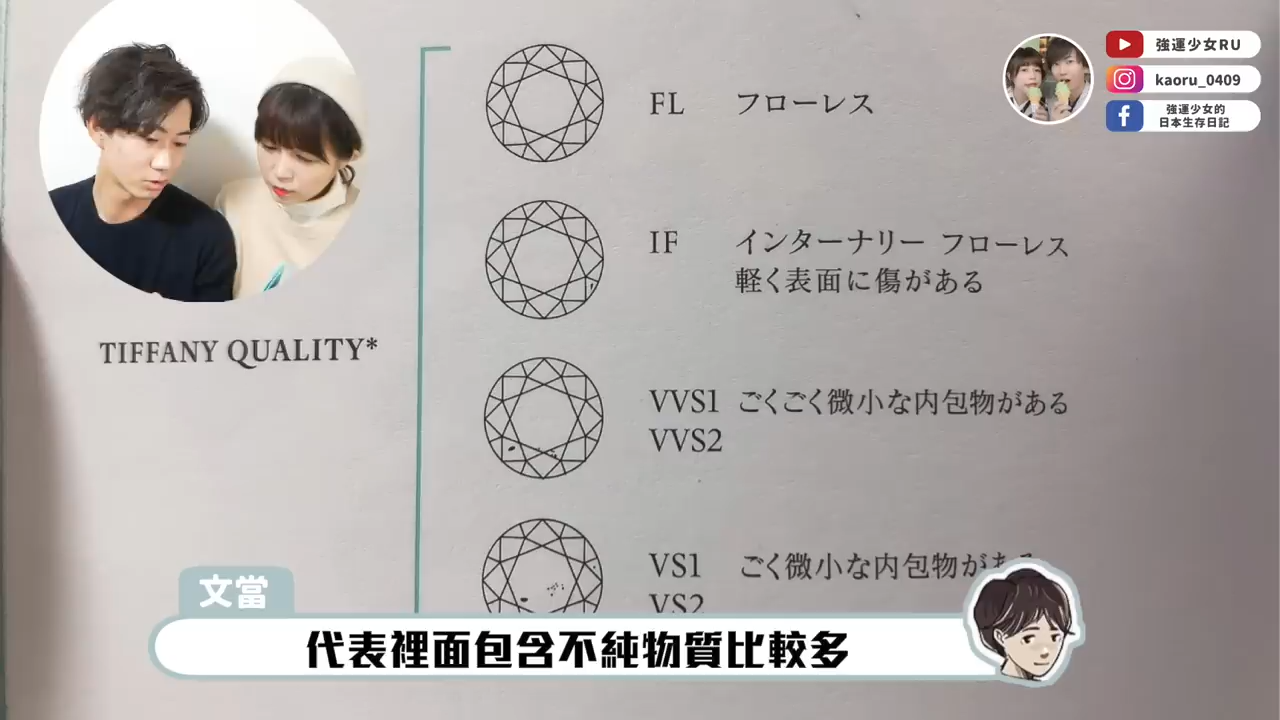 強運少女RU
kaoru_0409
強運少女的
日本生存日記
FL フローレス
IF インターナリー フローレス
軽く表面に傷がある
TIFFANY QUALITY*
VVS1 ごくごく微小な内包物がある
VVS2
VS1 ごく微小な内包物がある
VS2
文當
代表裡面包含不純物質比較多